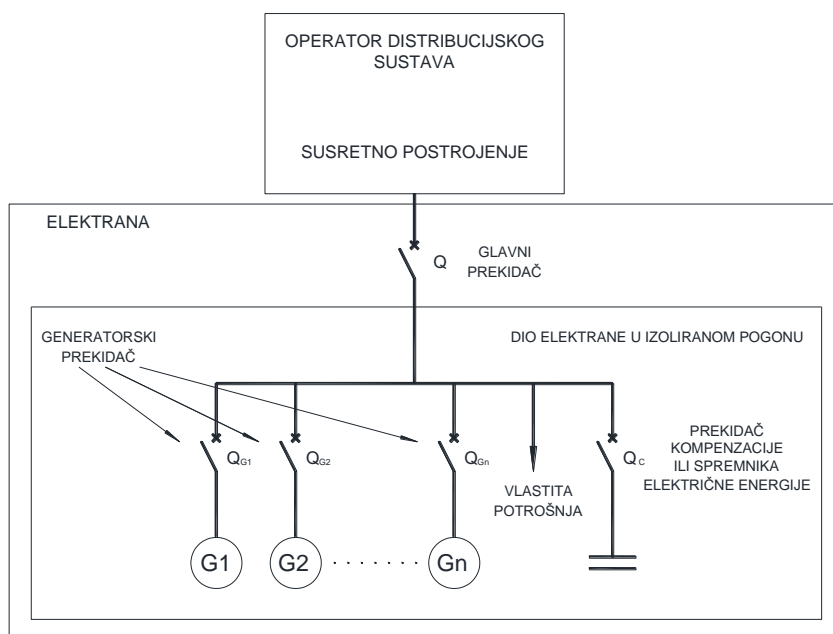 OPERATOR DISTRIBUCIJSKOG
SUSTAVA
SUSRETNO POSTROJENJE
ELEKTRANA
Q
GLAVNI
PREKIDAČ
GENERATORSKI
PREKIDAČ
DIO ELEKTRANE U IZOLIRANOM POGONU
QG1
QG2
QGn
VLASTITA
POTROŠNJA
QC
PREKIDAČ
KOMPENZACIJE
ILI SPREMNIKA
ELEKTRIČNE ENERGIJE
G1
G2
Gn